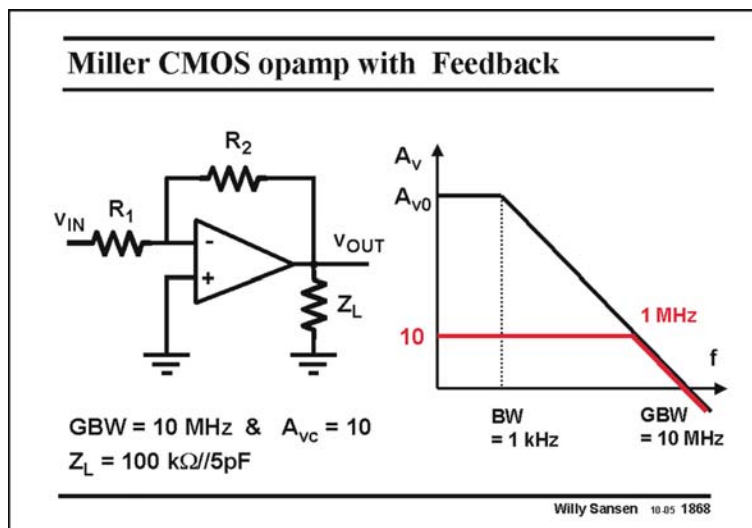 Miller CMOS opamp with Feedback
R2
R1
vIN
-
+
vOUT
ZL
Av
Av0
10
1 MHz
f
BW
= 1 kHz
GBW
= 10 MHz
GBW = 10 MHz & Avc = 10
ZL = 100 kΩ//5pF
Willy Sansen 10-05 1868